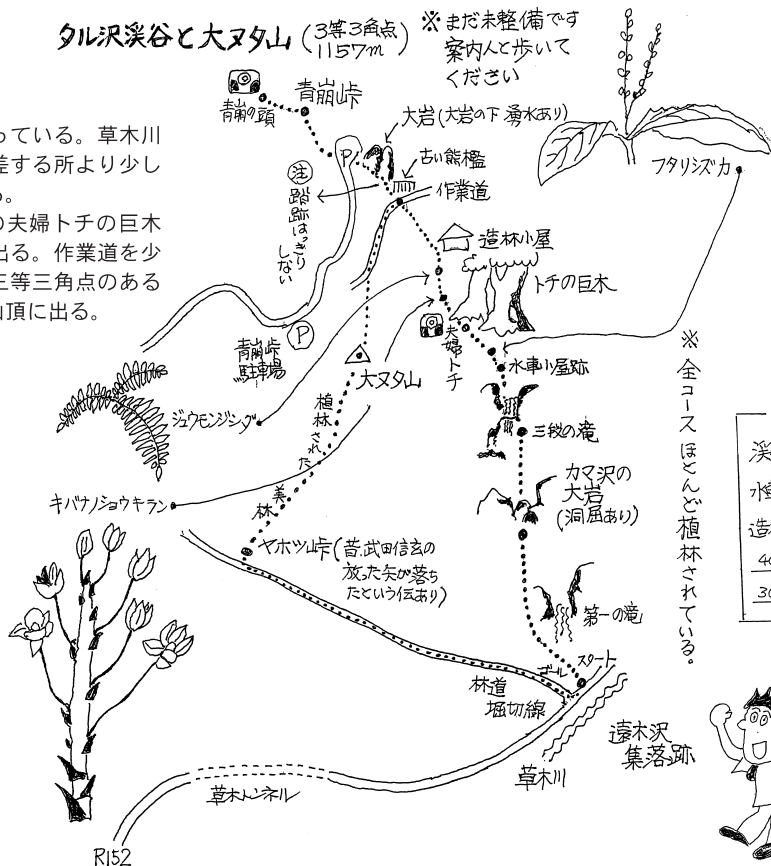 タル沢渓谷と大ヌタ山
(3等3角点
1157m)
※まだ未整備です
案内人と歩いて
ください
っている。草木川
差する所より少し
の夫婦トチの巨木
出る。作業道を少
三等三角点のある
山頂に出る。
青崩の頭
青崩峠
大岩(大岩の下 湧水あり)
P
古い熊檻
作業道
注
踏跡はっきり
しない
造林小屋
トチの巨木
フタリシズカ
P
青崩峠
駐車場
夫婦トチ
大ヌタ山
水車小屋跡
ジュウモンジシダ
植林された
美林
三段の滝
キバナノショウキラン
カマ沢の
大岩
(洞窟あり)
※全コースほとんど植林されている。
渓
造
ヤホツ峠(昔、武田信玄の
放った矢が落ち
たという伝あり)
第一の滝
スタート
ゴール
林道
堀切線
遠木沢
集落跡
草木川
草木トンネル
R152